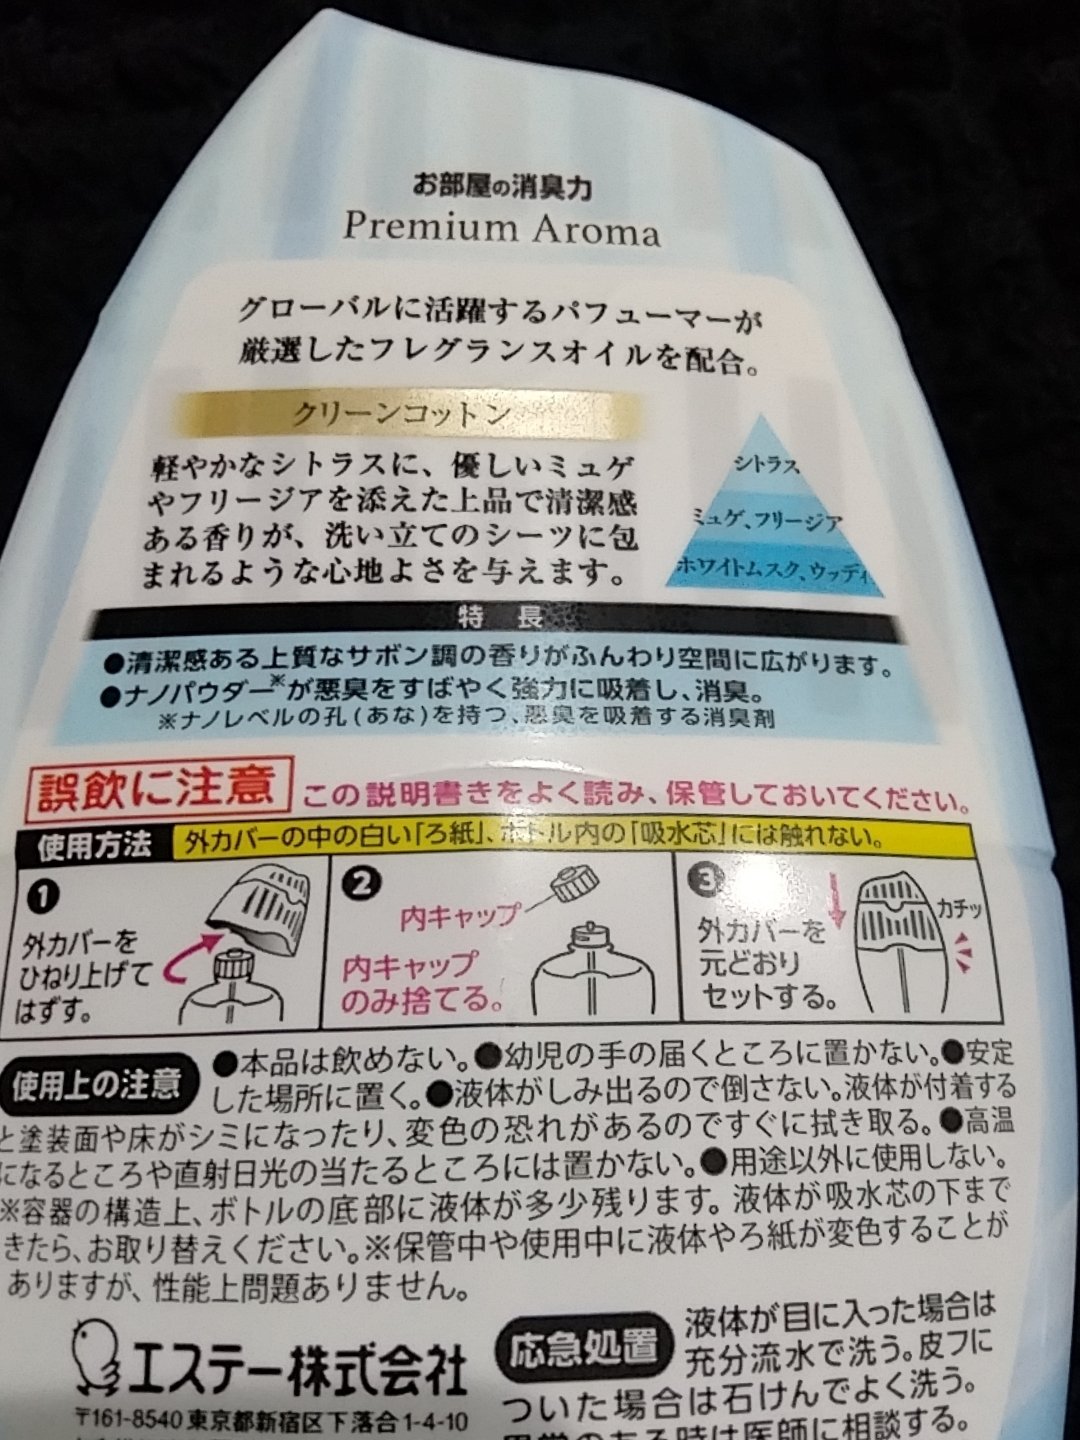 お部屋の消臭力
Premium Aroma
グローバルに活躍するパフューマーが
厳選したフレグランスオイルを配合。
クリーンコットン
軽やかなシトラスに、優しいミュゲ
やフリージアを添えた上品で清潔感
ある香りが、洗い立てのシーツに包
まれるような心地よさを与えます。
シトラス
ミュゲ、フリージア
ホワイトムスク、ウッディ
特長
●清潔感ある上質なサボン調の香りがふんわり空間に広がります。
●ナノパウダー※が悪臭をすばやく強力に吸着し、消臭。
※ナノレベルの孔(あな)を持つ、悪臭を吸着する消臭剤
誤飲に注意 この説明書きをよく読み、保管しておいてください。
使用方法 外カバーの中の白い「ろ紙」、ボトル内の「吸水芯」には触れない。
1
外カバーを
ひねり上げて
はずす。
2
内キャップ
内キャップ
のみ捨てる。
3
外カバーを
元どおり
セットする。
カチッ
使用上の注意 ●本品は飲めない。●幼児の手の届くところに置かない。●安定
した場所に置く。●液体がしみ出るので倒さない。液体が付着する
と塗装面や床がシミになったり、変色の恐れがあるのですぐに拭き取る。●高温
になるところや直射日光の当たるところには置かない。●用途以外に使用しない。
※容器の構造上、ボトルの底部に液体が多少残ります。液体が吸水芯の下まで
きたら、お取り替えください。※保管中や使用中に液体やろ紙が変色することが
ありますが、性能上問題ありません。
エステー株式会社
〒161-8540 東京都新宿区下落合1-4-10
応急処置 液体が目に入った場合は
充分流水で洗う。皮フに
ついた場合は石けんでよく洗う。
異常のある時は医師に相談する。